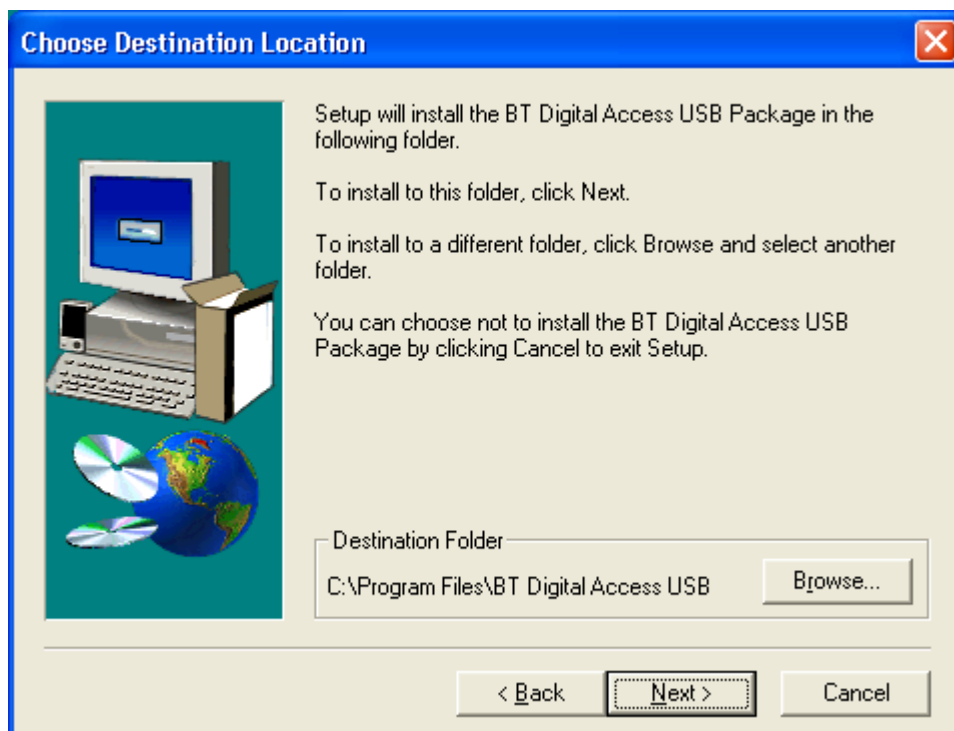 Choose Destination Location
Setup will install the BT Digital Access USB Package in the
following folder.
To install to this folder, click Next.
To install to a different folder, click Browse and select another
folder.
You can choose not to install the BT Digital Access USB
Package by clicking Cancel to exit Setup.
Destination Folder
C:\Program Files\BT Digital Access USB
Browse...
< Back
Next >
Cancel